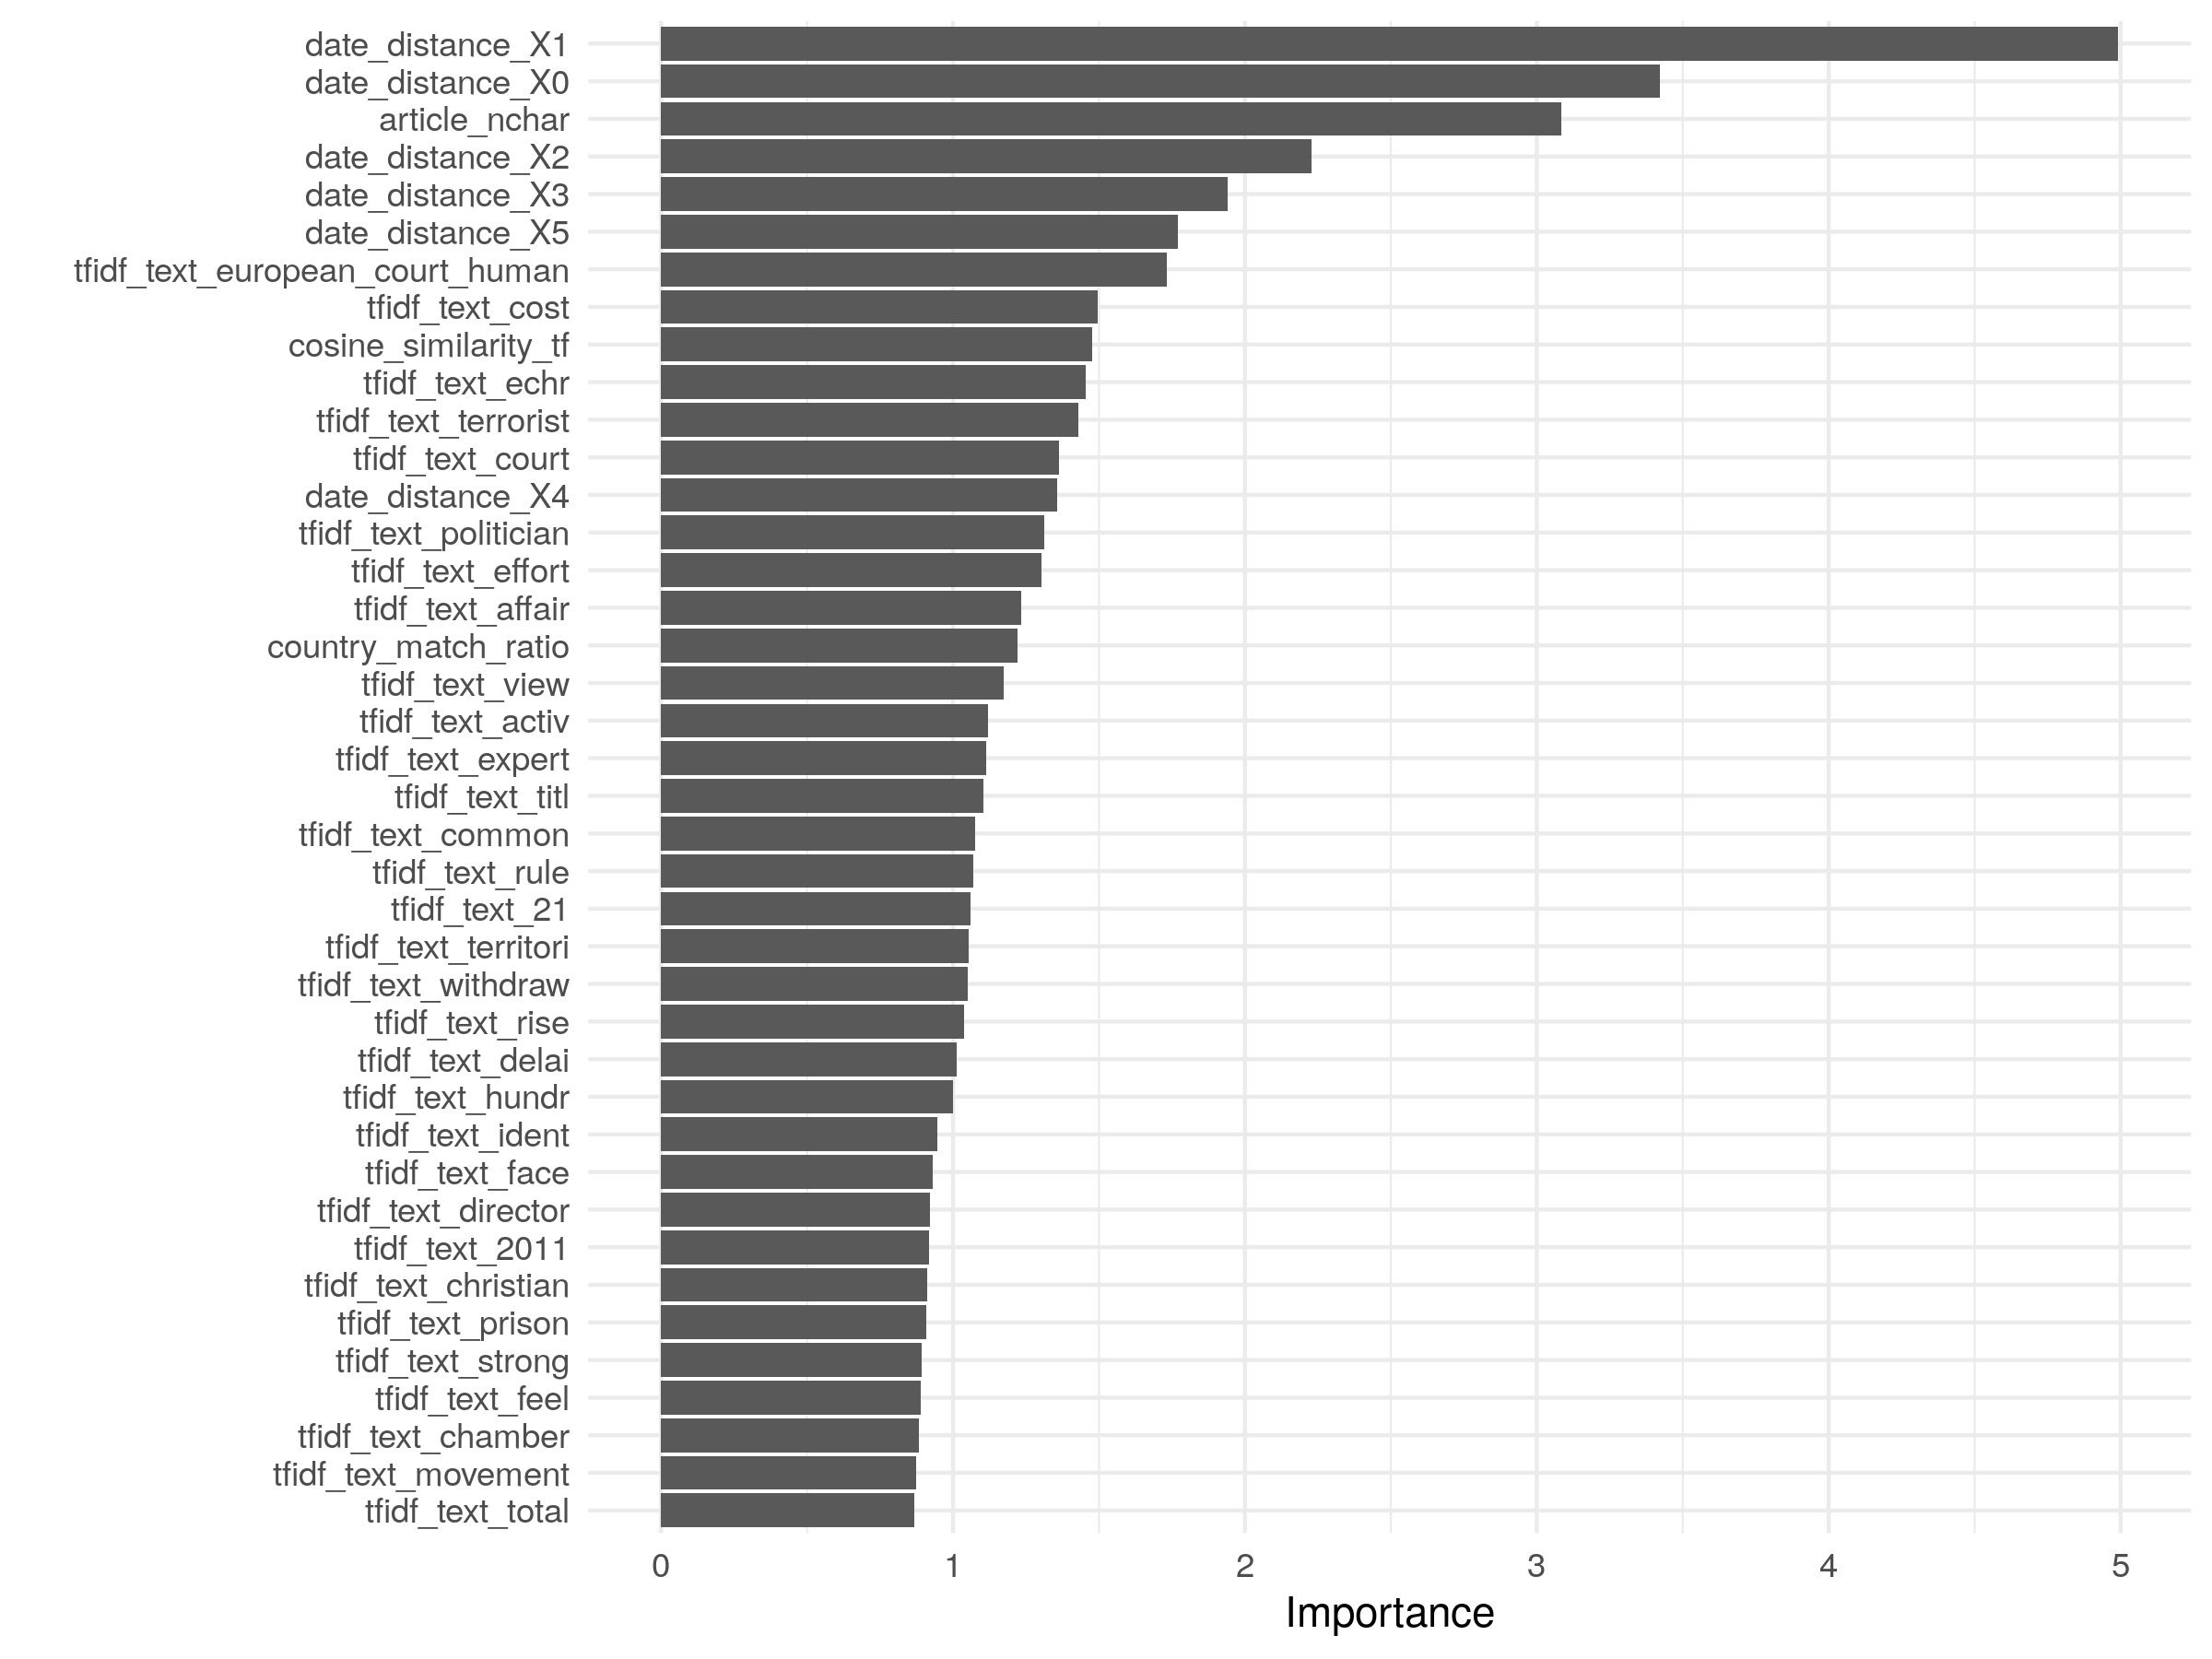 date_distance_X1
date_distance_X0
article_nchar
date_distance_X2
date_distance_X3
date_distance_X5
tfidf_text_european_court_human
tfidf_text_cost
cosine_similarity_tf
tfidf_text_echr
tfidf_text_terrorist
tfidf_text_court
date_distance_X4
tfidf_text_politician
tfidf_text_effort
tfidf_text_affair
country_match_ratio
tfidf_text_view
tfidf_text_activ
tfidf_text_expert
tfidf_text_titl
tfidf_text_common
tfidf_text_rule
tfidf_text_21
tfidf_text_territori
tfidf_text_withdraw
tfidf_text_rise
tfidf_text_delai
tfidf_text_hundr
tfidf_text_ident
tfidf_text_face
tfidf_text_director
tfidf_text_2011
tfidf_text_christian
tfidf_text_prison
tfidf_text_strong
tfidf_text_feel
tfidf_text_chamber
tfidf_text_movement
tfidf_text_total
0 1 2 3 4 5
Importance